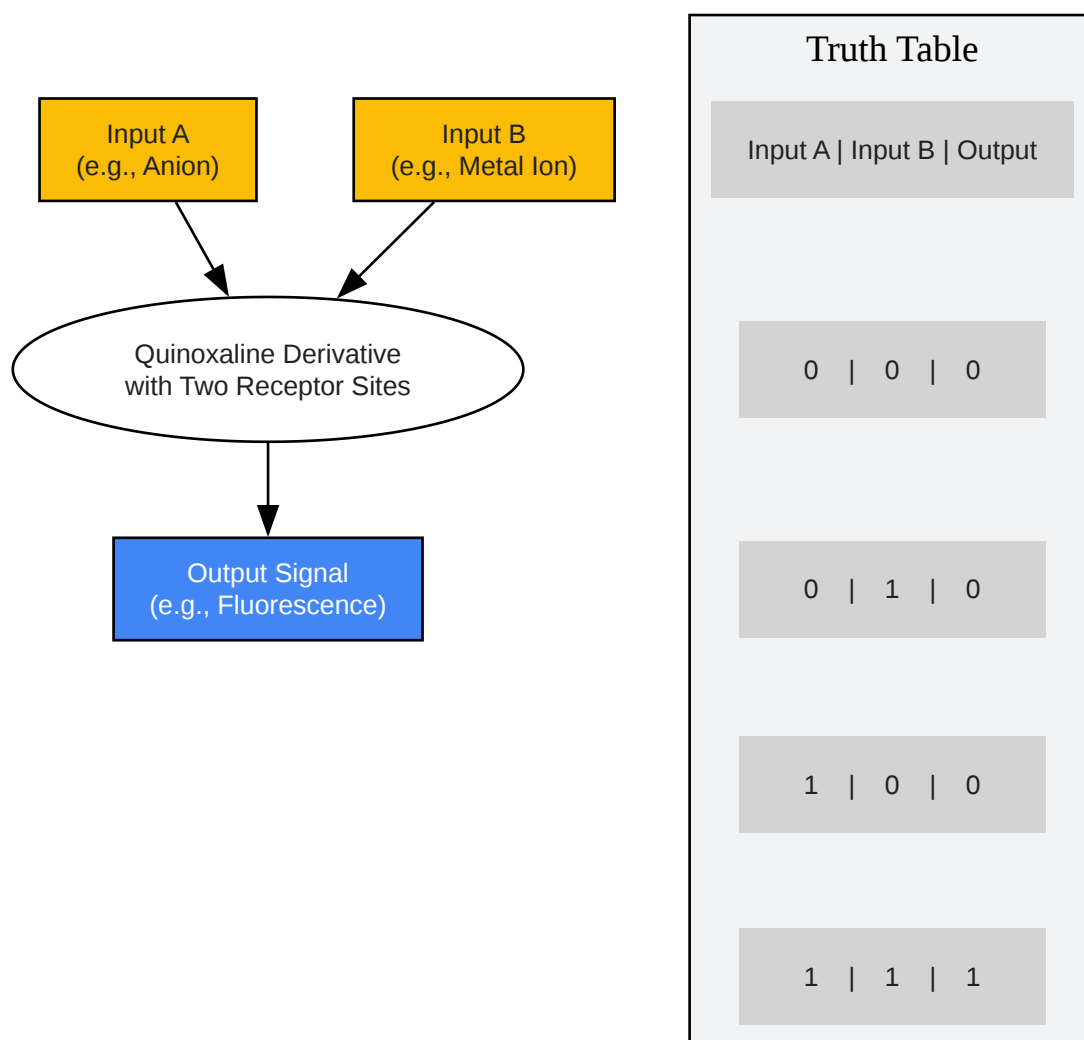 Input A
(e.g., Anion)
Input B
(e.g., Metal Ion)
Quinoxaline Derivative
with Two Receptor Sites
Output Signal
(e.g., Fluorescence)
Truth Table
Input A | Input B | Output
0 | 0 | 0
0 | 1 | 0
1 | 0 | 0
1 | 1 | 1